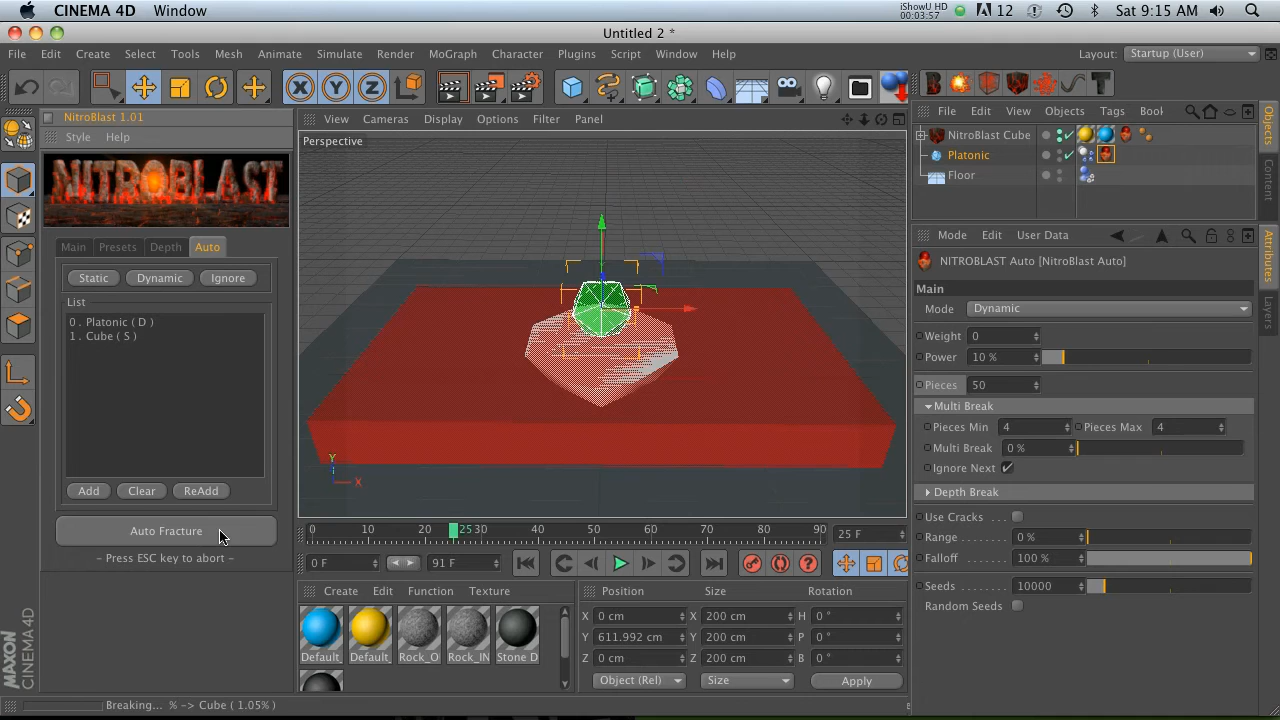 CINEMA 4D Window
iShowU HD
00:03:57
12
Sat 9:15 AM
Untitled 2 *
File Edit Create Select Tools Mesh Animate Simulate Render MoGraph Character Plugins Script Window Help
Layout: Startup (User)
NitroBlast 1.01
Style Help
NITROBLAST
Main Presets Depth Auto
Static Dynamic Ignore
List
0 . Platonic ( D )
1 . Cube ( S )
Add Clear ReAdd
Auto Fracture
– Press ESC key to abort –
View Cameras Display Options Filter Panel
Perspective
Y
X
0 10 20 25 30 40 50 60 70 80 90
25 F
0 F
91 F
Create Edit Function Texture
Default_ Default_ Rock_O Rock_IN Stone D
Position Size Rotation
X 0 cm X 200 cm H 0 °
Y 611.992 cm Y 200 cm P 0 °
Z 0 cm Z 200 cm B 0 °
Object (Rel) Size Apply
File Edit View Objects Tags Bool
NitroBlast Cube
Platonic
Floor
Mode Edit User Data
NITROBLAST Auto [NitroBlast Auto]
Main
Mode Dynamic
Weight 0
Power 10 %
Pieces 50
Multi Break
Pieces Min 4 Pieces Max 4
Multi Break 0 %
Ignore Next
Depth Break
Use Cracks . . .
Range 0 %
Falloff 100 %
Seeds 10000
Random Seeds
Objects
Content
Attributes
Layers
MAXON
CINEMA 4D
Breaking... % -> Cube ( 1.05% )